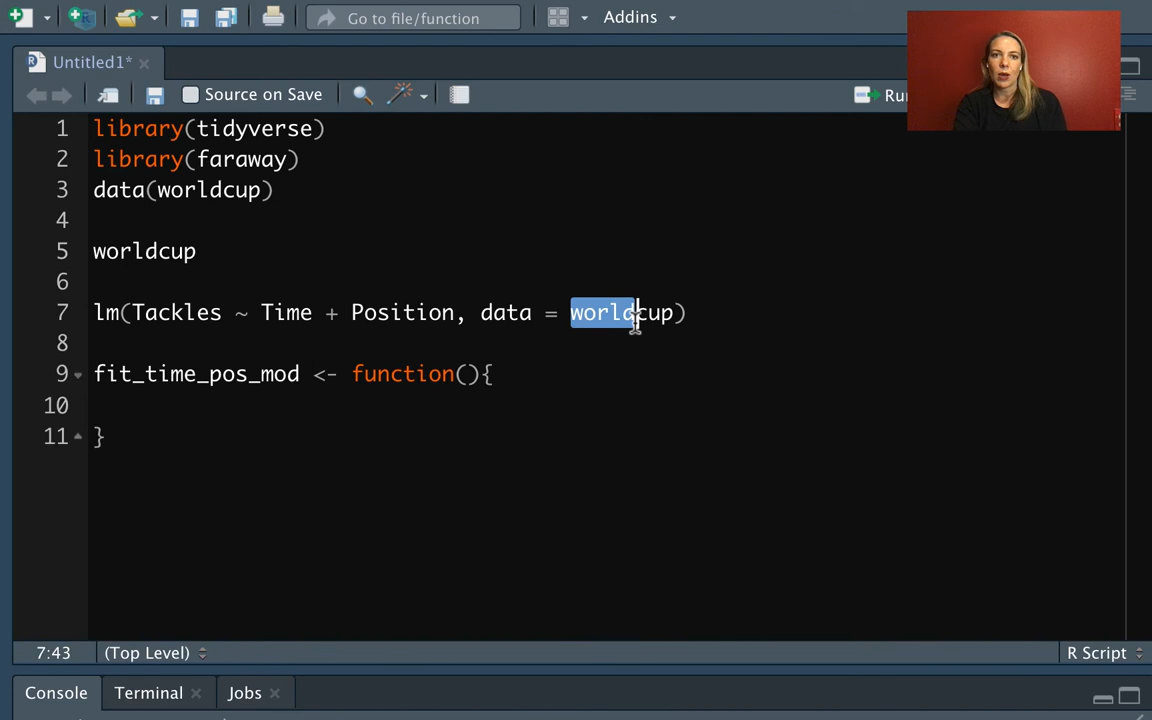 Go to file/function
Addins
Untitled1*
Source on Save
Run
1 library(tidyverse)
2 library(faraway)
3 data(worldcup)
4
5 worldcup
6
7 lm(Tackles ~ Time + Position, data = worldcup)
8
9 fit_time_pos_mod <- function(){
10
11 }
7:43 (Top Level) R Script
Console Terminal Jobs